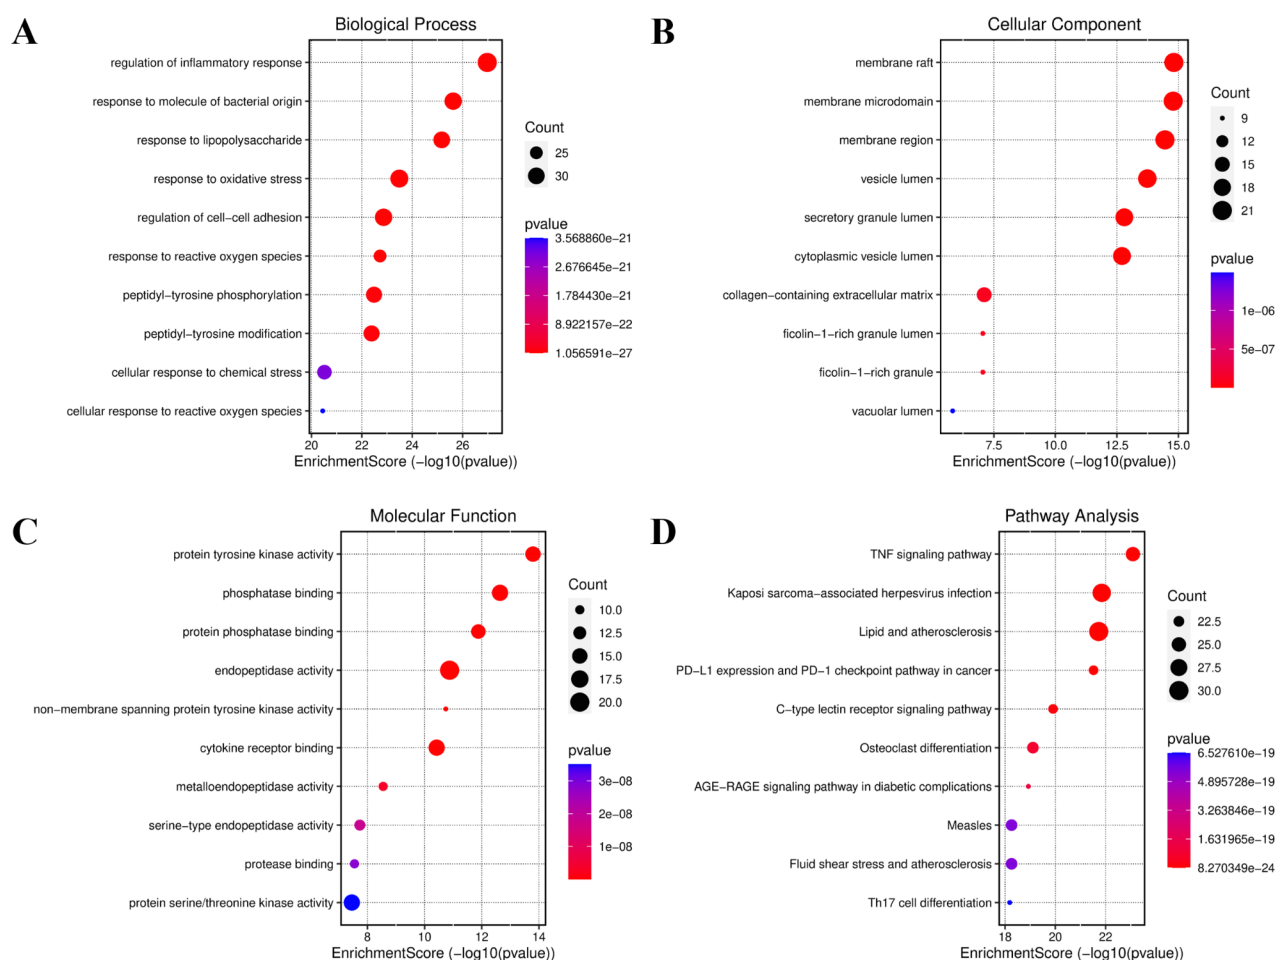 A
Biological Process
regulation of inflammatory response
response to molecule of bacterial origin
response to lipopolysaccharide
response to oxidative stress
regulation of cell−cell adhesion
response to reactive oxygen species
peptidyl−tyrosine phosphorylation
peptidyl−tyrosine modification
cellular response to chemical stress
cellular response to reactive oxygen species
20 22 24 26
EnrichmentScore (−log10(pvalue))
Count
25
30
pvalue
3.568860e−21
2.676645e−21
1.784430e−21
8.922157e−22
1.056591e−27
B
Cellular Component
membrane raft
membrane microdomain
membrane region
vesicle lumen
secretory granule lumen
cytoplasmic vesicle lumen
collagen−containing extracellular matrix
ficolin−1−rich granule lumen
ficolin−1−rich granule
vacuolar lumen
7.5 10.0 12.5 15.0
EnrichmentScore (−log10(pvalue))
Count
9
12
15
18
21
pvalue
1e−06
5e−07
C
Molecular Function
protein tyrosine kinase activity
phosphatase binding
protein phosphatase binding
endopeptidase activity
non−membrane spanning protein tyrosine kinase activity
cytokine receptor binding
metalloendopeptidase activity
serine−type endopeptidase activity
protease binding
protein serine/threonine kinase activity
8 10 12 14
EnrichmentScore (−log10(pvalue))
Count
10.0
12.5
15.0
17.5
20.0
pvalue
3e−08
2e−08
1e−08
D
Pathway Analysis
TNF signaling pathway
Kaposi sarcoma−associated herpesvirus infection
Lipid and atherosclerosis
PD−L1 expression and PD−1 checkpoint pathway in cancer
C−type lectin receptor signaling pathway
Osteoclast differentiation
AGE−RAGE signaling pathway in diabetic complications
Measles
Fluid shear stress and atherosclerosis
Th17 cell differentiation
18 20 22
EnrichmentScore (−log10(pvalue))
Count
22.5
25.0
27.5
30.0
pvalue
6.527610e−19
4.895728e−19
3.263846e−19
1.631965e−19
8.270349e−24